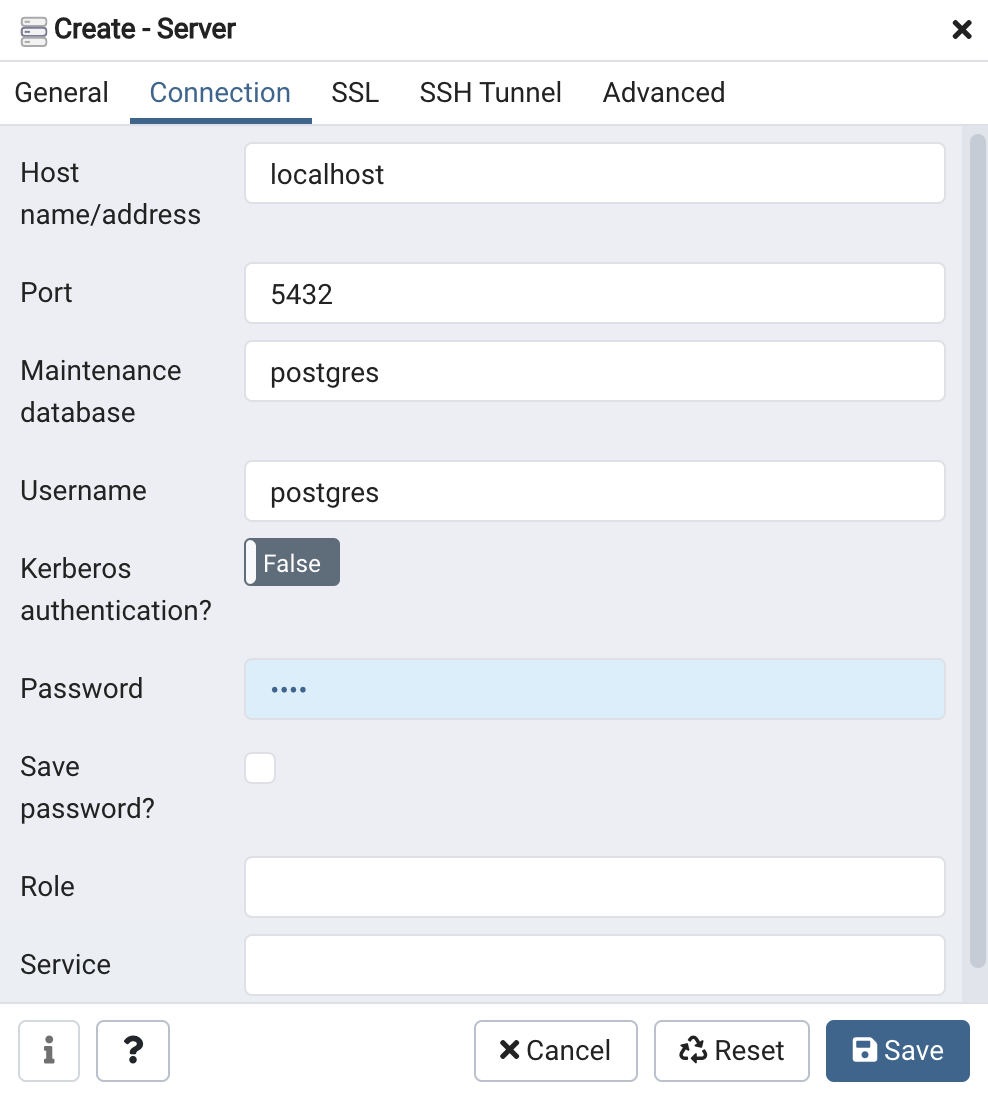 Create - Server
General Connection SSL SSH Tunnel Advanced
Host
name/address
localhost
Port
5432
Maintenance
database
postgres
Username
postgres
Kerberos
authentication?
False
Password
••••
Save
password?
Role
Service
i ? Cancel Reset Save